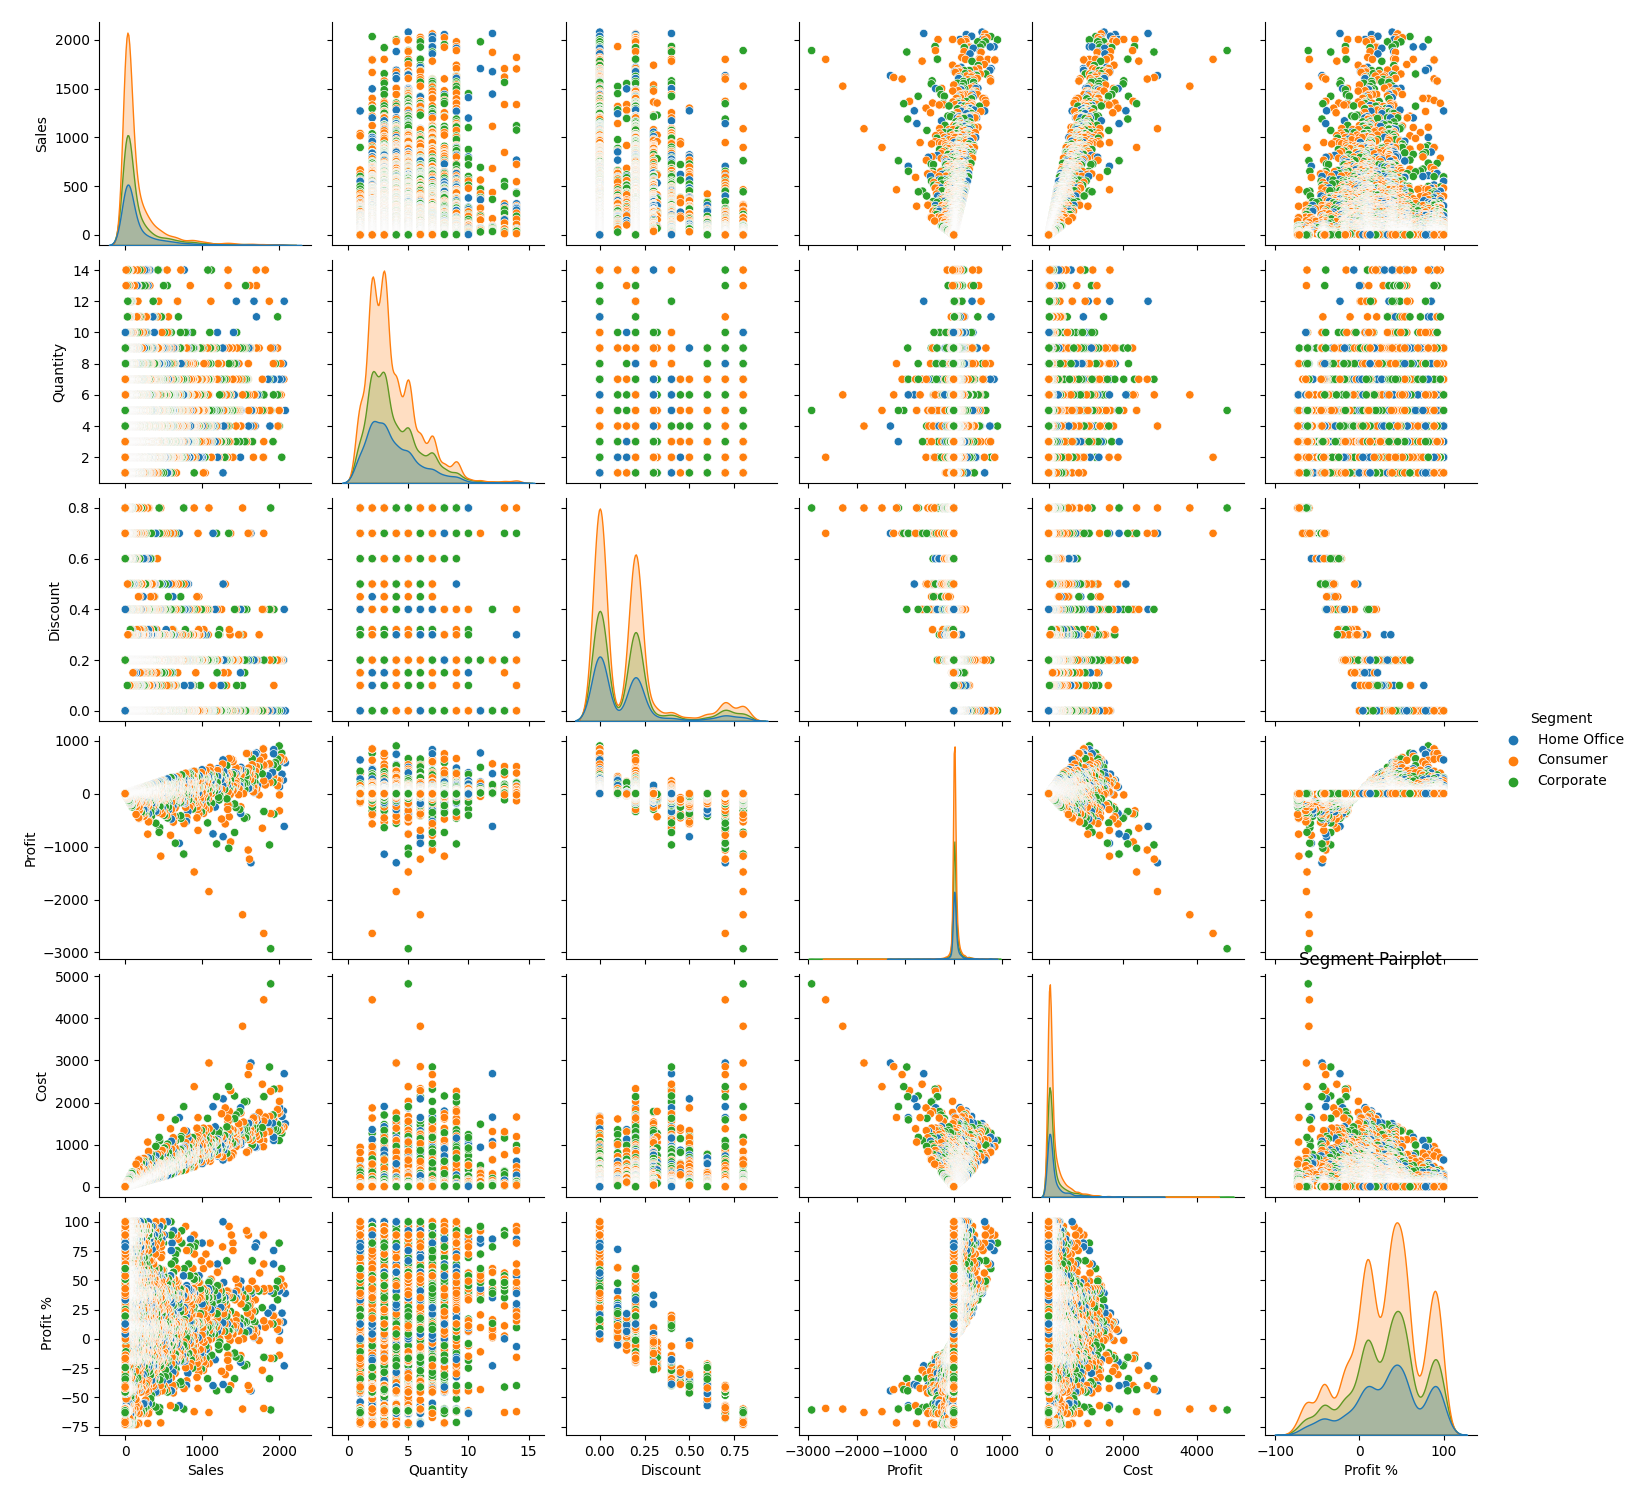 2000
1500
1000
500
0
Sales
14
12
10
8
6
4
2
Quantity
0.8
0.6
0.4
0.2
0.0
Discount
Segment
Home Office
Consumer
Corporate
1000
0
−1000
−2000
−3000
Profit
Segment Pairplot
5000
4000
3000
2000
1000
0
Cost
100
75
50
25
0
−25
−50
−75
Profit %
0 1000 2000
0 5 10 15
0.00 0.25 0.50 0.75
−3000 −2000 −1000 0 1000
0 2000 4000
−100 0 100
Sales Quantity Discount Profit Cost Profit %